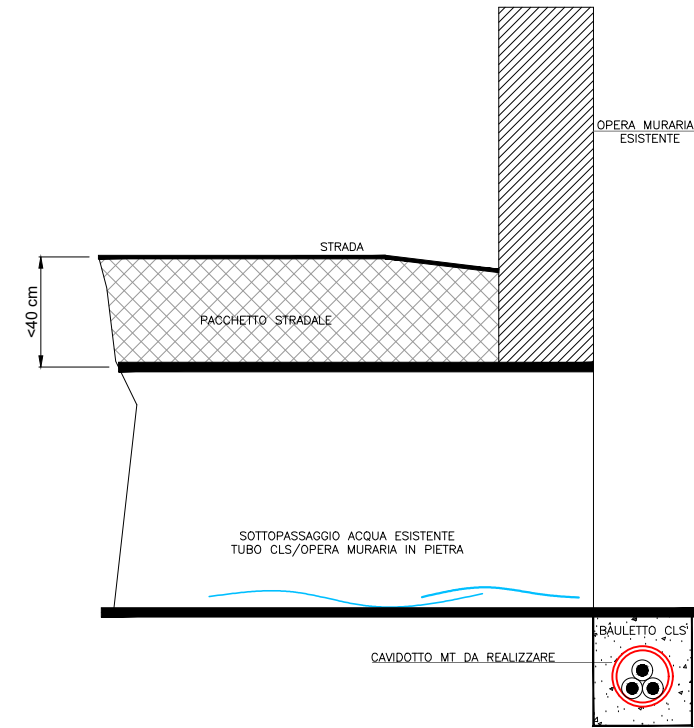 OPERA MURARIA
ESISTENTE
STRADA
<40 cm
PACCHETTO STRADALE
SOTTOPASSAGGIO ACQUA ESISTENTE
TUBO CLS/OPERA MURARIA IN PIETRA
BAULETTO CLS
CAVIDOTTO MT DA REALIZZARE